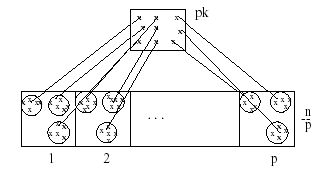 pk
. . .
n
p
1 2 p